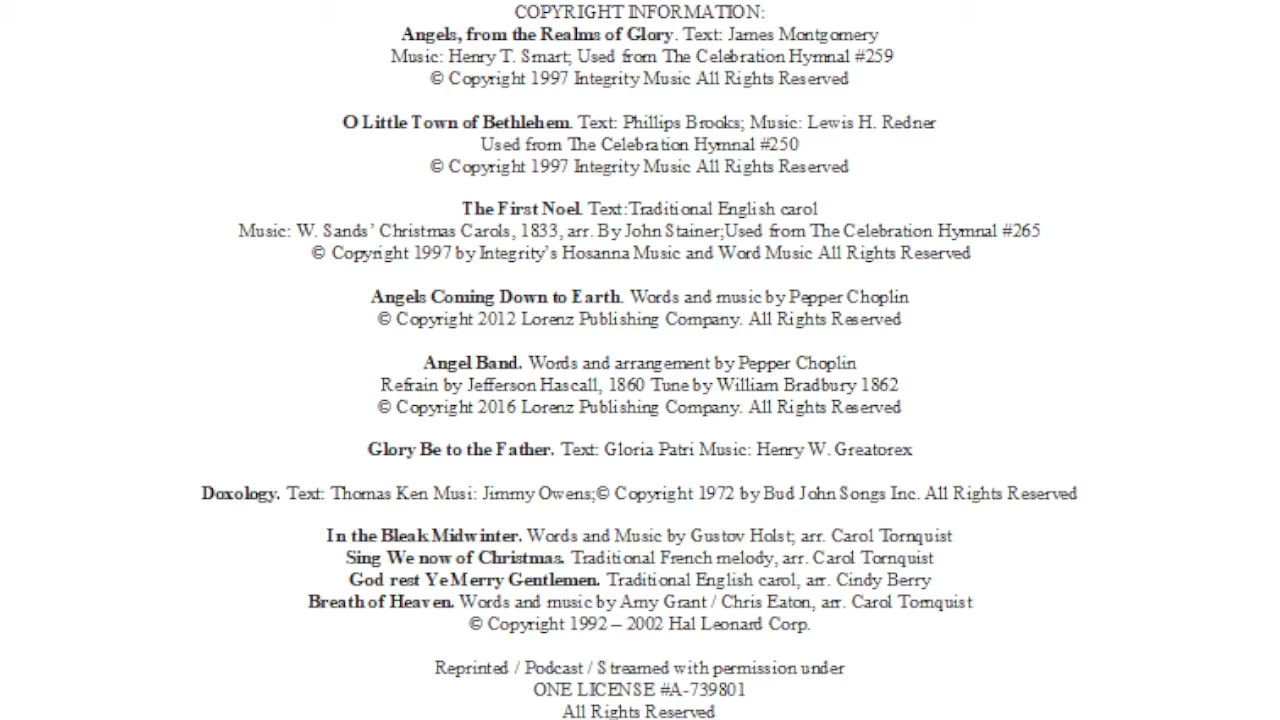 COPYRIGHT INFORMATION:
Angels, from the Realms of Glory. Text: James Montgomery
Music: Henry T. Smart; Used from The Celebration Hymnal #259
© Copyright 1997 Integrity Music All Rights Reserved
O Little Town of Bethlehem. Text: Phillips Brooks; Music: Lewis H. Redner
Used from The Celebration Hymnal #250
© Copyright 1997 Integrity Music All Rights Reserved
The First Noel. Text:Traditional English carol
Music: W. Sands’ Christmas Carols, 1833, arr. By John Stainer;Used from The Celebration Hymnal #265
© Copyright 1997 by Integrity’s Hosanna Music and Word Music All Rights Reserved
Angels Coming Down to Earth. Words and music by Pepper Choplin
© Copyright 2012 Lorenz Publishing Company. All Rights Reserved
Angel Band. Words and arrangement by Pepper Choplin
Refrain by Jefferson Hascall, 1860 Tune by William Bradbury 1862
© Copyright 2016 Lorenz Publishing Company. All Rights Reserved
Glory Be to the Father. Text: Gloria Patri Music: Henry W. Greatorex
Doxology. Text: Thomas Ken Musi: Jimmy Owens;© Copyright 1972 by Bud John Songs Inc. All Rights Reserved
In the Bleak Midwinter. Words and Music by Gustov Holst; arr. Carol Tornquist
Sing We now of Christmas. Traditional French melody, arr. Carol Tornquist
God rest Ye Merry Gentlemen. Traditional English carol, arr. Cindy Berry
Breath of Heaven. Words and music by Amy Grant / Chris Eaton, arr. Carol Tornquist
© Copyright 1992 – 2002 Hal Leonard Corp.
Reprinted / Podcast / Streamed with permission under
ONE LICENSE #A-739801
All Rights Reserved